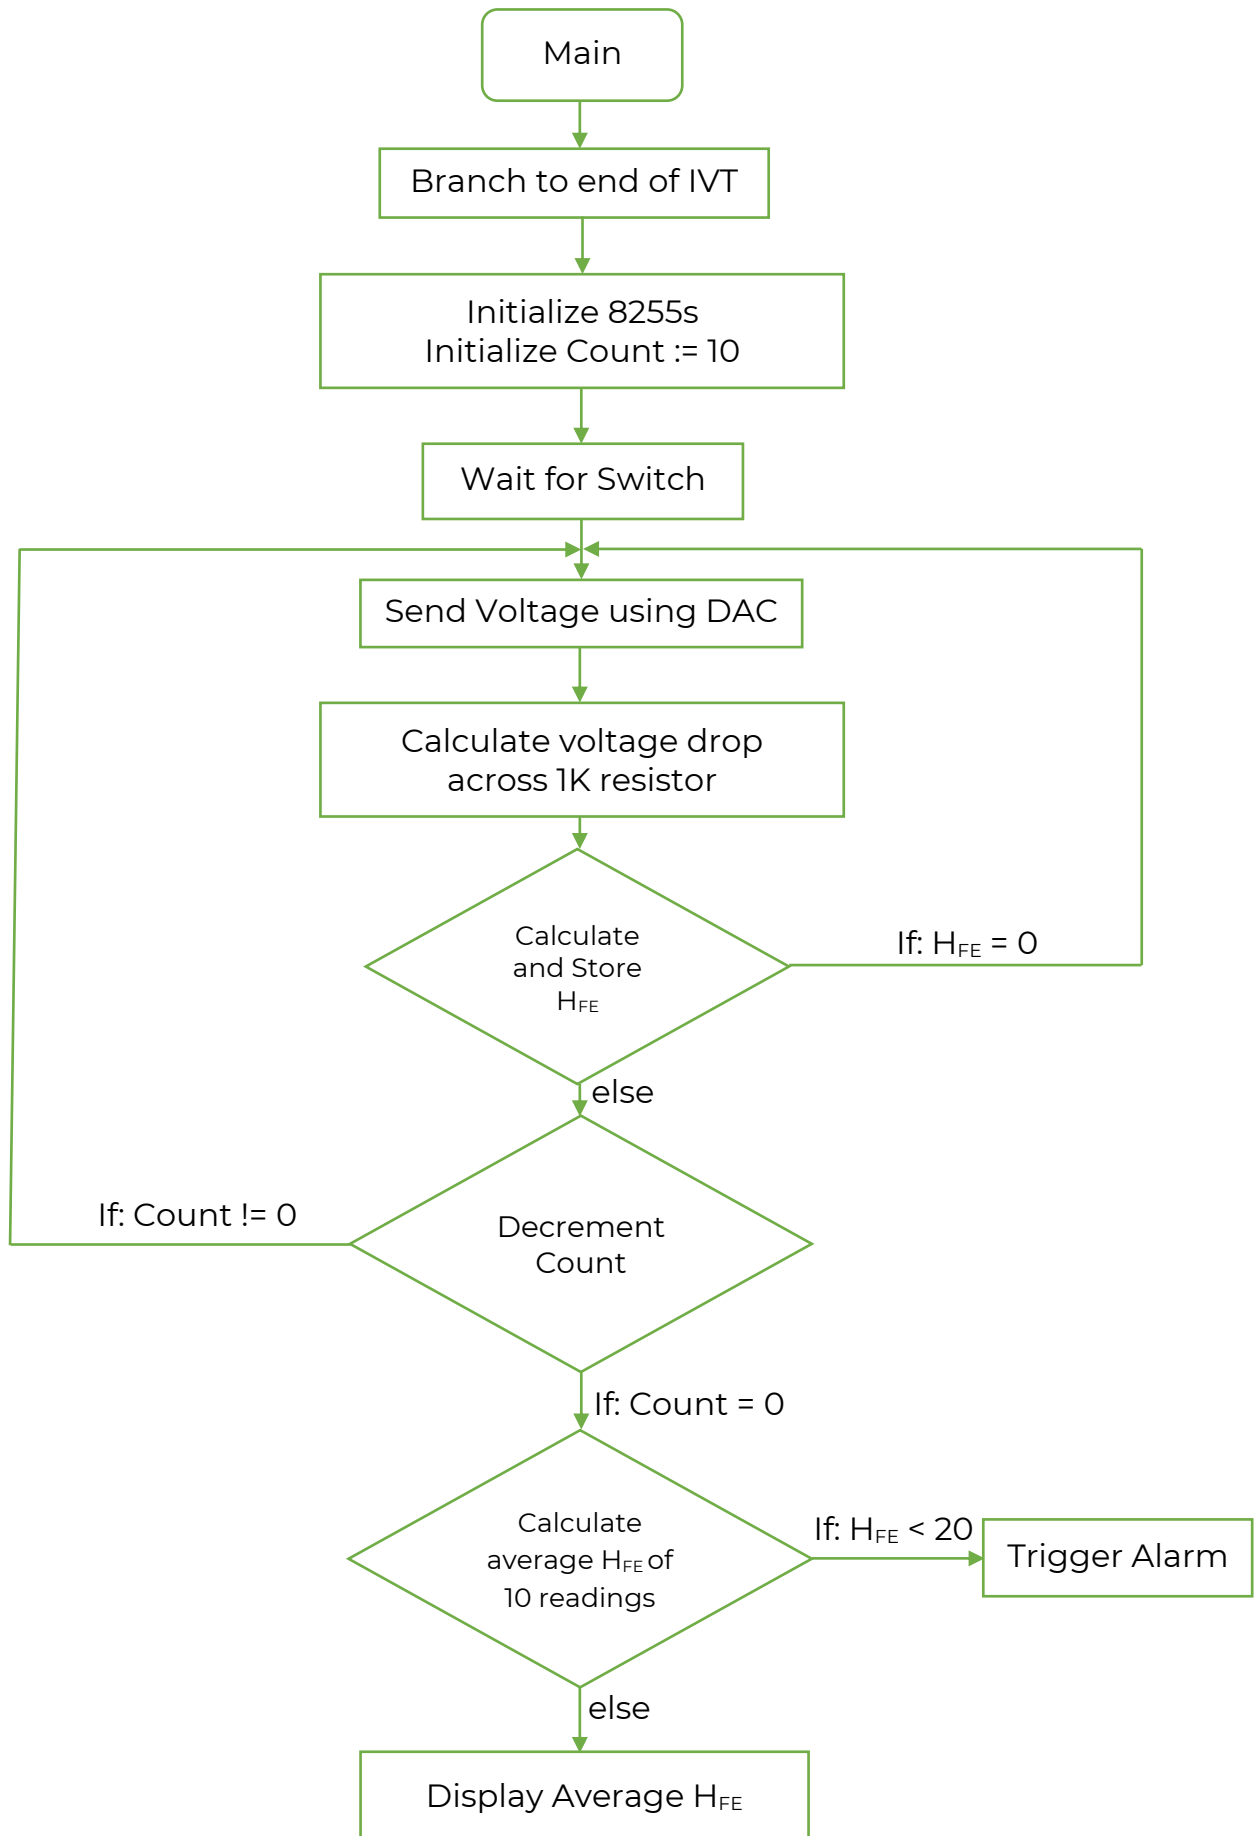 Main
Branch to end of IVT
Initialize 8255s
Initialize Count := 10
Wait for Switch
Send Voltage using DAC
Calculate voltage drop
across 1K resistor
Calculate
and Store
HFE
If: HFE = 0
else
If: Count != 0
Decrement
Count
If: Count = 0
Calculate
average HFE of
10 readings
If: HFE < 20
Trigger Alarm
else
Display Average HFE